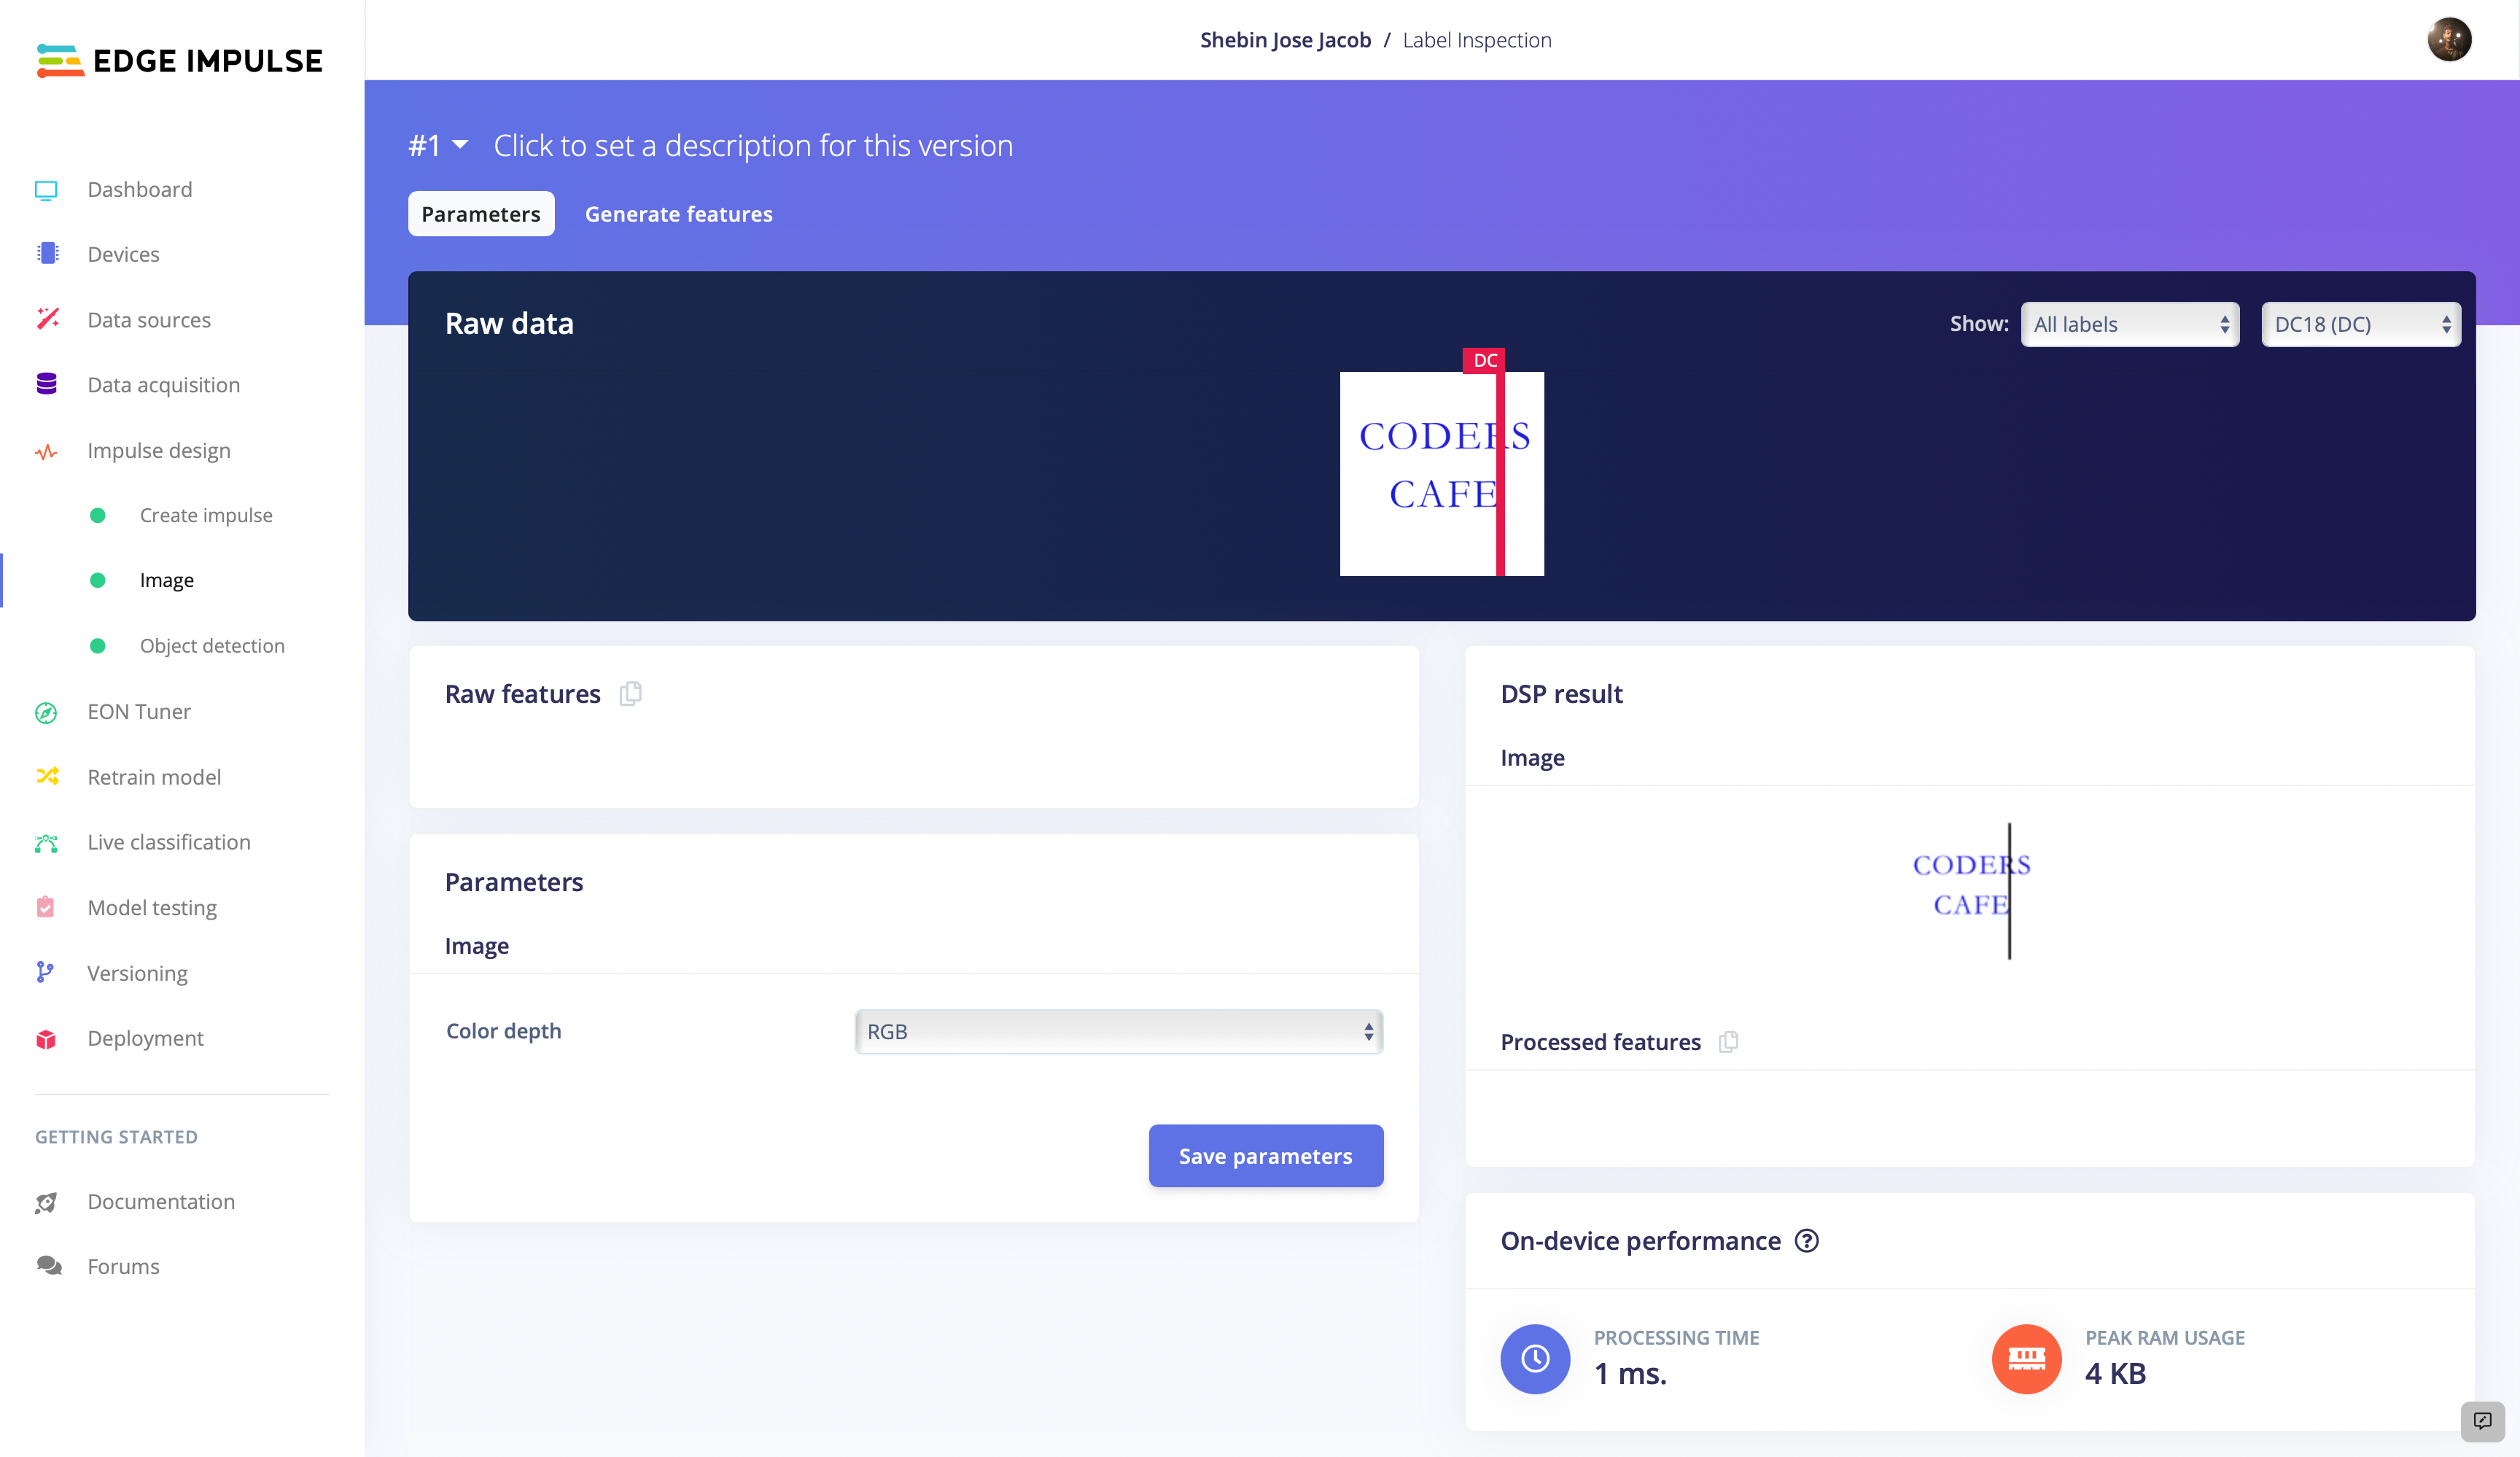 EDGE IMPULSE
Shebin Jose Jacob / Label Inspection
Dashboard
Devices
Data sources
Data acquisition
Impulse design
Create impulse
Image
Object detection
EON Tuner
Retrain model
Live classification
Model testing
Versioning
Deployment
GETTING STARTED
Documentation
Forums
#1 Click to set a description for this version
Parameters Generate features
Raw data
Show: All labels DC18 (DC)
DC
CODERS
CAFE
Raw features
Parameters
Image
Color depth RGB
Save parameters
DSP result
Image
CODERS
CAFE
Processed features
On-device performance
PROCESSING TIME
1 ms.
PEAK RAM USAGE
4 KB